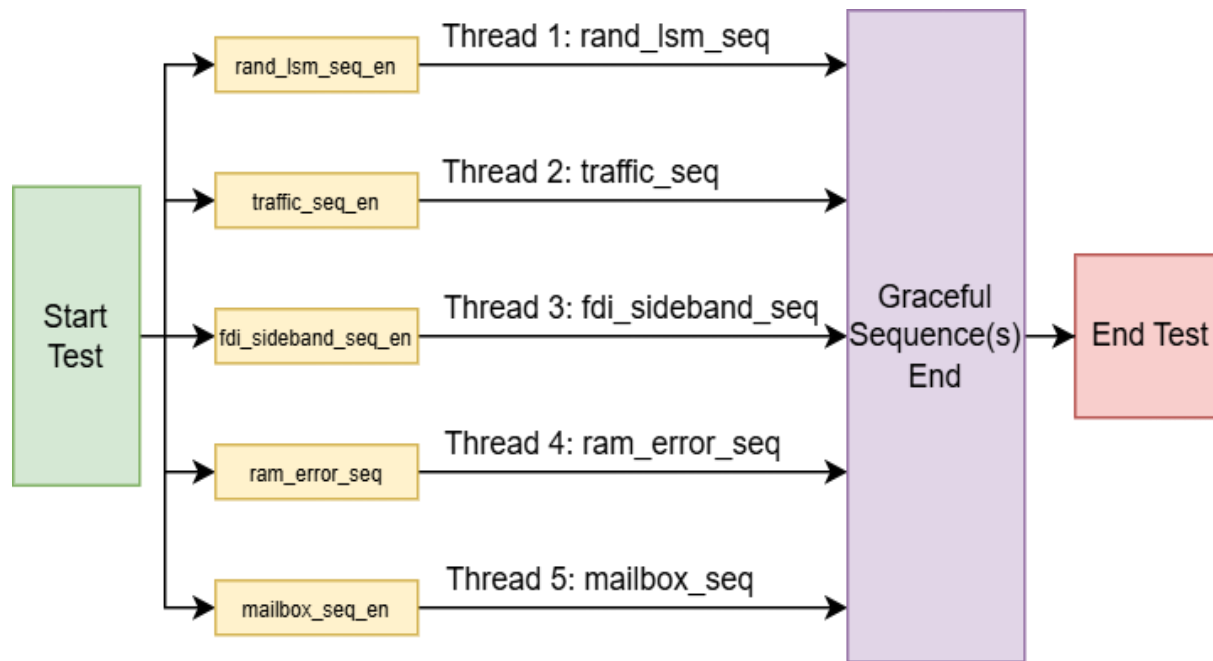 Start
Test
rand_lsm_seq_en
Thread 1: rand_lsm_seq
traffic_seq_en
Thread 2: traffic_seq
fdi_sideband_seq_en
Thread 3: fdi_sideband_seq
ram_error_seq
Thread 4: ram_error_seq
mailbox_seq_en
Thread 5: mailbox_seq
Graceful
Sequence(s)
End
End Test